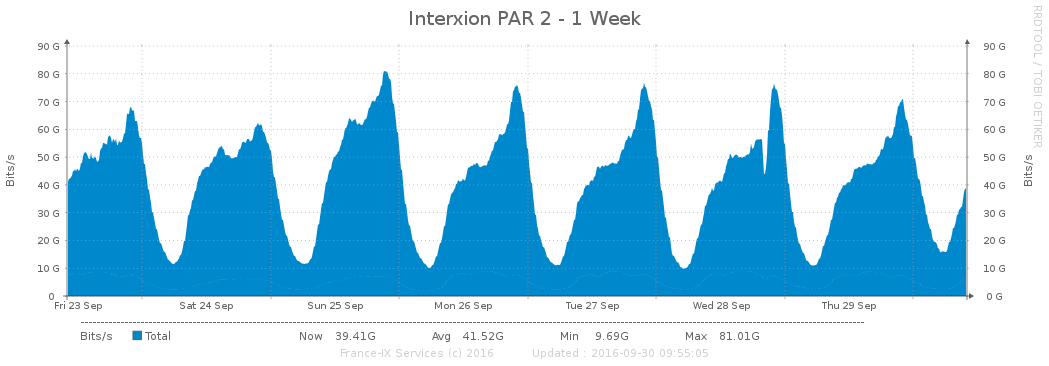 Interxion PAR 2 - 1 Week
RRDTOOL / TOBI OETIKER
90 G 90 G
80 G 80 G
70 G 70 G
60 G 60 G
50 G 50 G
40 G 40 G
30 G 30 G
20 G 20 G
10 G 10 G
0 0 G
Bits/s
Bits/s
Fri 23 Sep Sat 24 Sep Sun 25 Sep Mon 26 Sep Tue 27 Sep Wed 28 Sep Thu 29 Sep
Bits/s Total Now 39.41G Avg 41.52G Min 9.69G Max 81.01G
France-IX Services (c) 2016 Updated : 2016-09-30 09:55:05